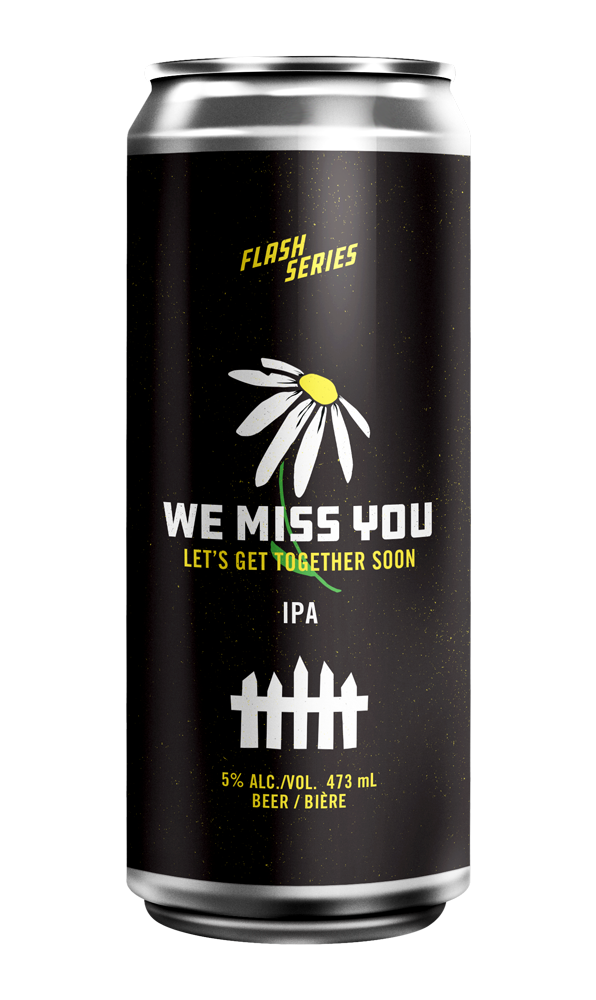 FLASH
SERIES
WE MISS YOU
LET'S GET TOGETHER SOON
IPA
5% ALC./VOL. 473 mL
BEER / BIÈRE